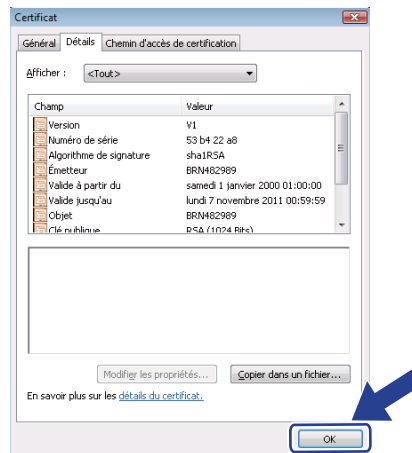 Certificat
Général Détails Chemin d'accès de certification
Afficher : <Tout>
Champ Valeur
Version V1
Numéro de série 53 b4 22 a8
Algorithme de signature sha1RSA
Émetteur BRN482989
Valide à partir du samedi 1 janvier 2000 01:00:00
Valide jusqu'au lundi 7 novembre 2011 00:59:59
Objet BRN482989
Clé publique RSA (1024 Bits)
Modifier les propriétés... Copier dans un fichier...
En savoir plus sur les détails du certificat.
OK